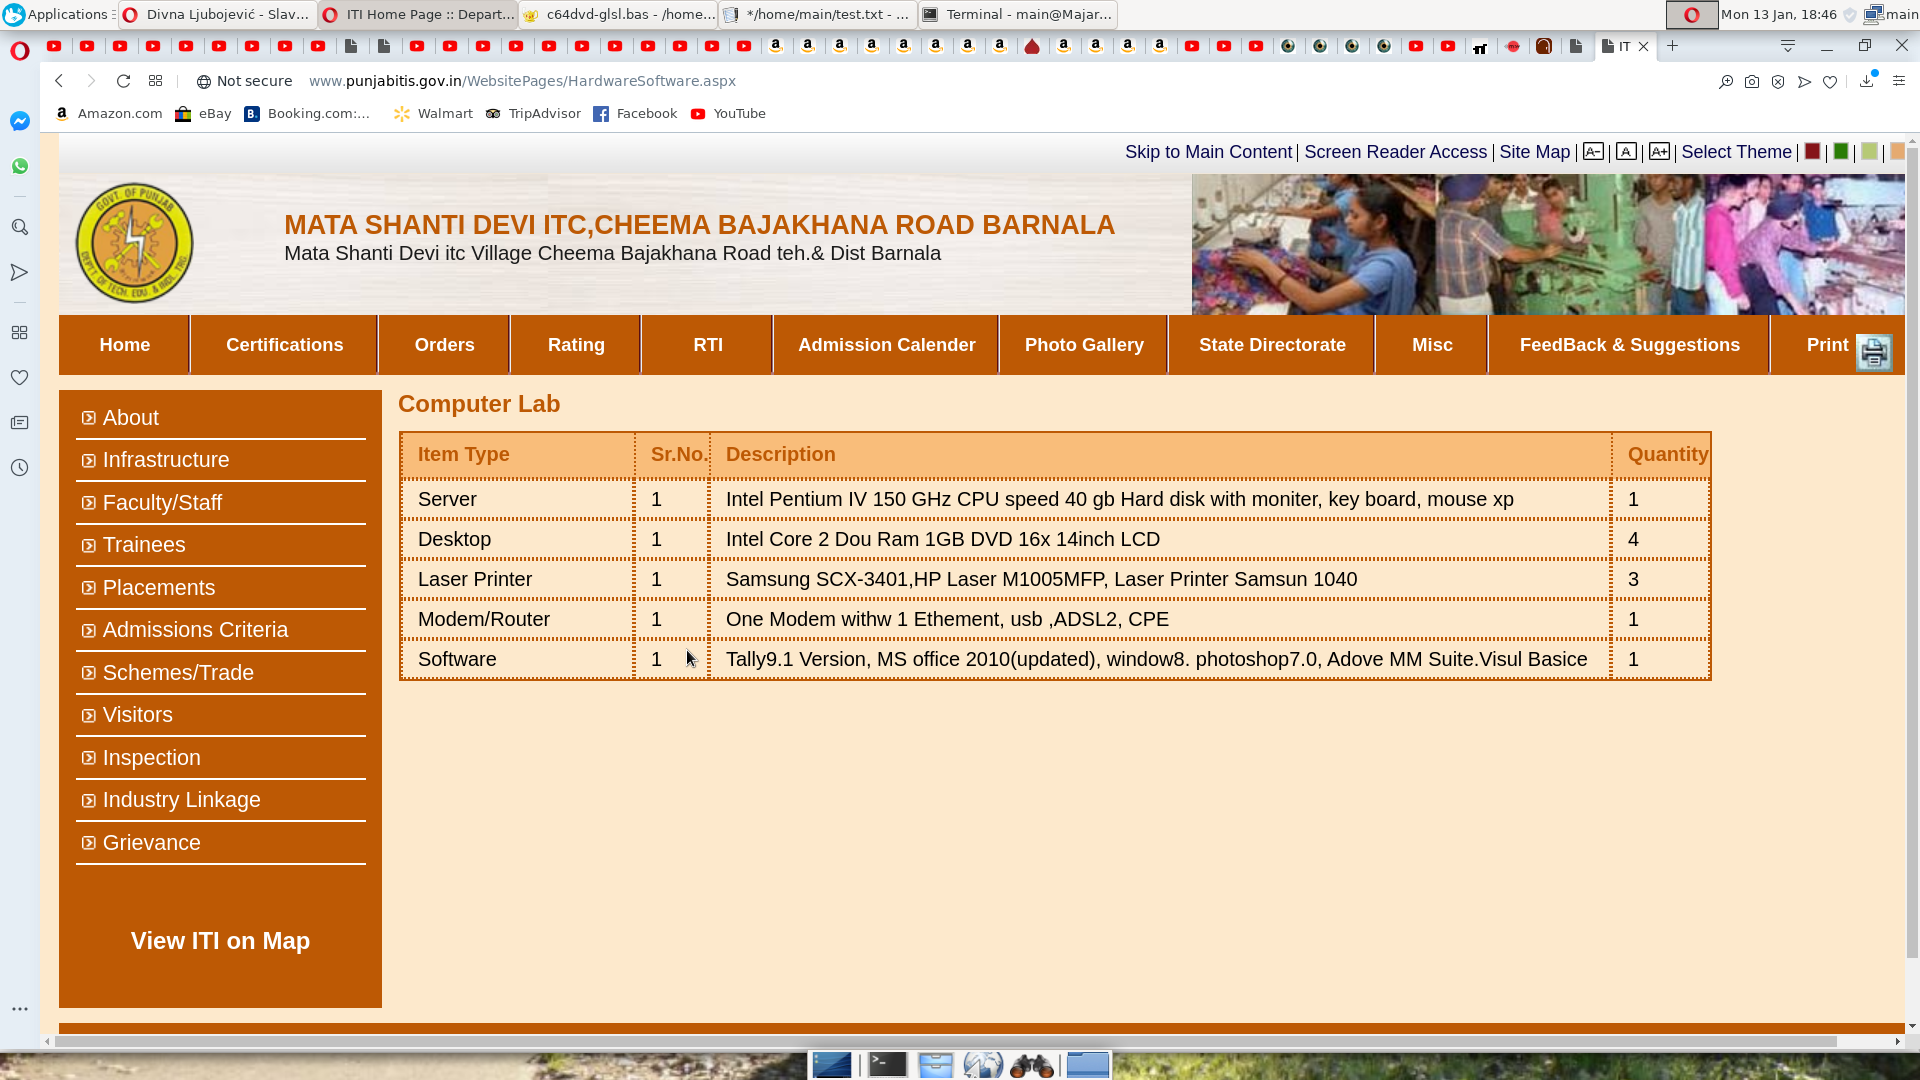 Applications
Divna Ljubojević - Slav...
ITI Home Page :: Depart...
c64dvd-glsl.bas - /home...
*/home/main/test.txt - ...
Terminal - main@Majar...
Mon 13 Jan, 18:46
main
IT
Not secure
www.punjabitis.gov.in/WebsitePages/HardwareSoftware.aspx
Amazon.com
eBay
Booking.com:...
Walmart
TripAdvisor
Facebook
YouTube
Skip to Main Content| Screen Reader Access| Site Map | A- | A | A+ | Select Theme |
GOVT. OF PUNJAB
DEPT. OF TECH. EDU. & INDL. TRG.
MATA SHANTI DEVI ITC,CHEEMA BAJAKHANA ROAD BARNALA
Mata Shanti Devi itc Village Cheema Bajakhana Road teh.& Dist Barnala
Home
Certifications
Orders
Rating
RTI
Admission Calender
Photo Gallery
State Directorate
Misc
FeedBack & Suggestions
Print
About
Infrastructure
Faculty/Staff
Trainees
Placements
Admissions Criteria
Schemes/Trade
Visitors
Inspection
Industry Linkage
Grievance
View ITI on Map
Computer Lab
Item Type Sr.No. Description Quantity
Server 1 Intel Pentium IV 150 GHz CPU speed 40 gb Hard disk with moniter, key board, mouse xp 1
Desktop 1 Intel Core 2 Dou Ram 1GB DVD 16x 14inch LCD 4
Laser Printer 1 Samsung SCX-3401,HP Laser M1005MFP, Laser Printer Samsun 1040 3
Modem/Router 1 One Modem withw 1 Ethement, usb ,ADSL2, CPE 1
Software 1 Tally9.1 Version, MS office 2010(updated), window8. photoshop7.0, Adove MM Suite.Visul Basice 1